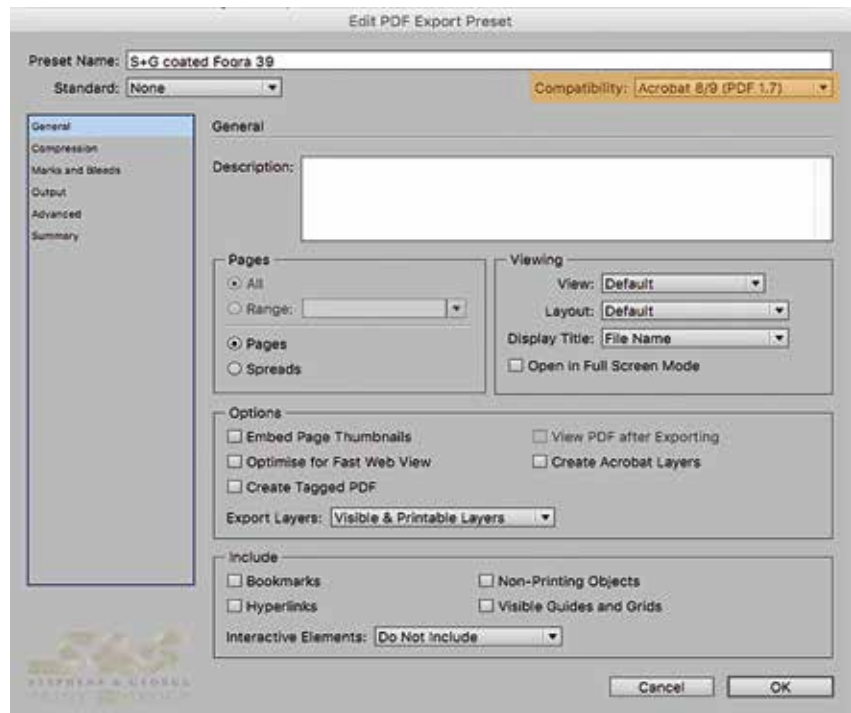 Edit PDF Export Preset
Preset Name: S+G coated Fogra 39
Standard: None
Compatibility: Acrobat 8/9 (PDF 1.7)
General
Compression
Marks and Bleeds
Output
Advanced
Summary
General
Description:
Pages
All
Range:
Pages
Spreads
Viewing
View: Default
Layout: Default
Display Title: File Name
Open in Full Screen Mode
Options
Embed Page Thumbnails
View PDF after Exporting
Optimise for Fast Web View
Create Acrobat Layers
Create Tagged PDF
Export Layers: Visible & Printable Layers
Include
Bookmarks
Non-Printing Objects
Hyperlinks
Visible Guides and Grids
Interactive Elements: Do Not Include
STEPHENS & GEORGE
Cancel
OK